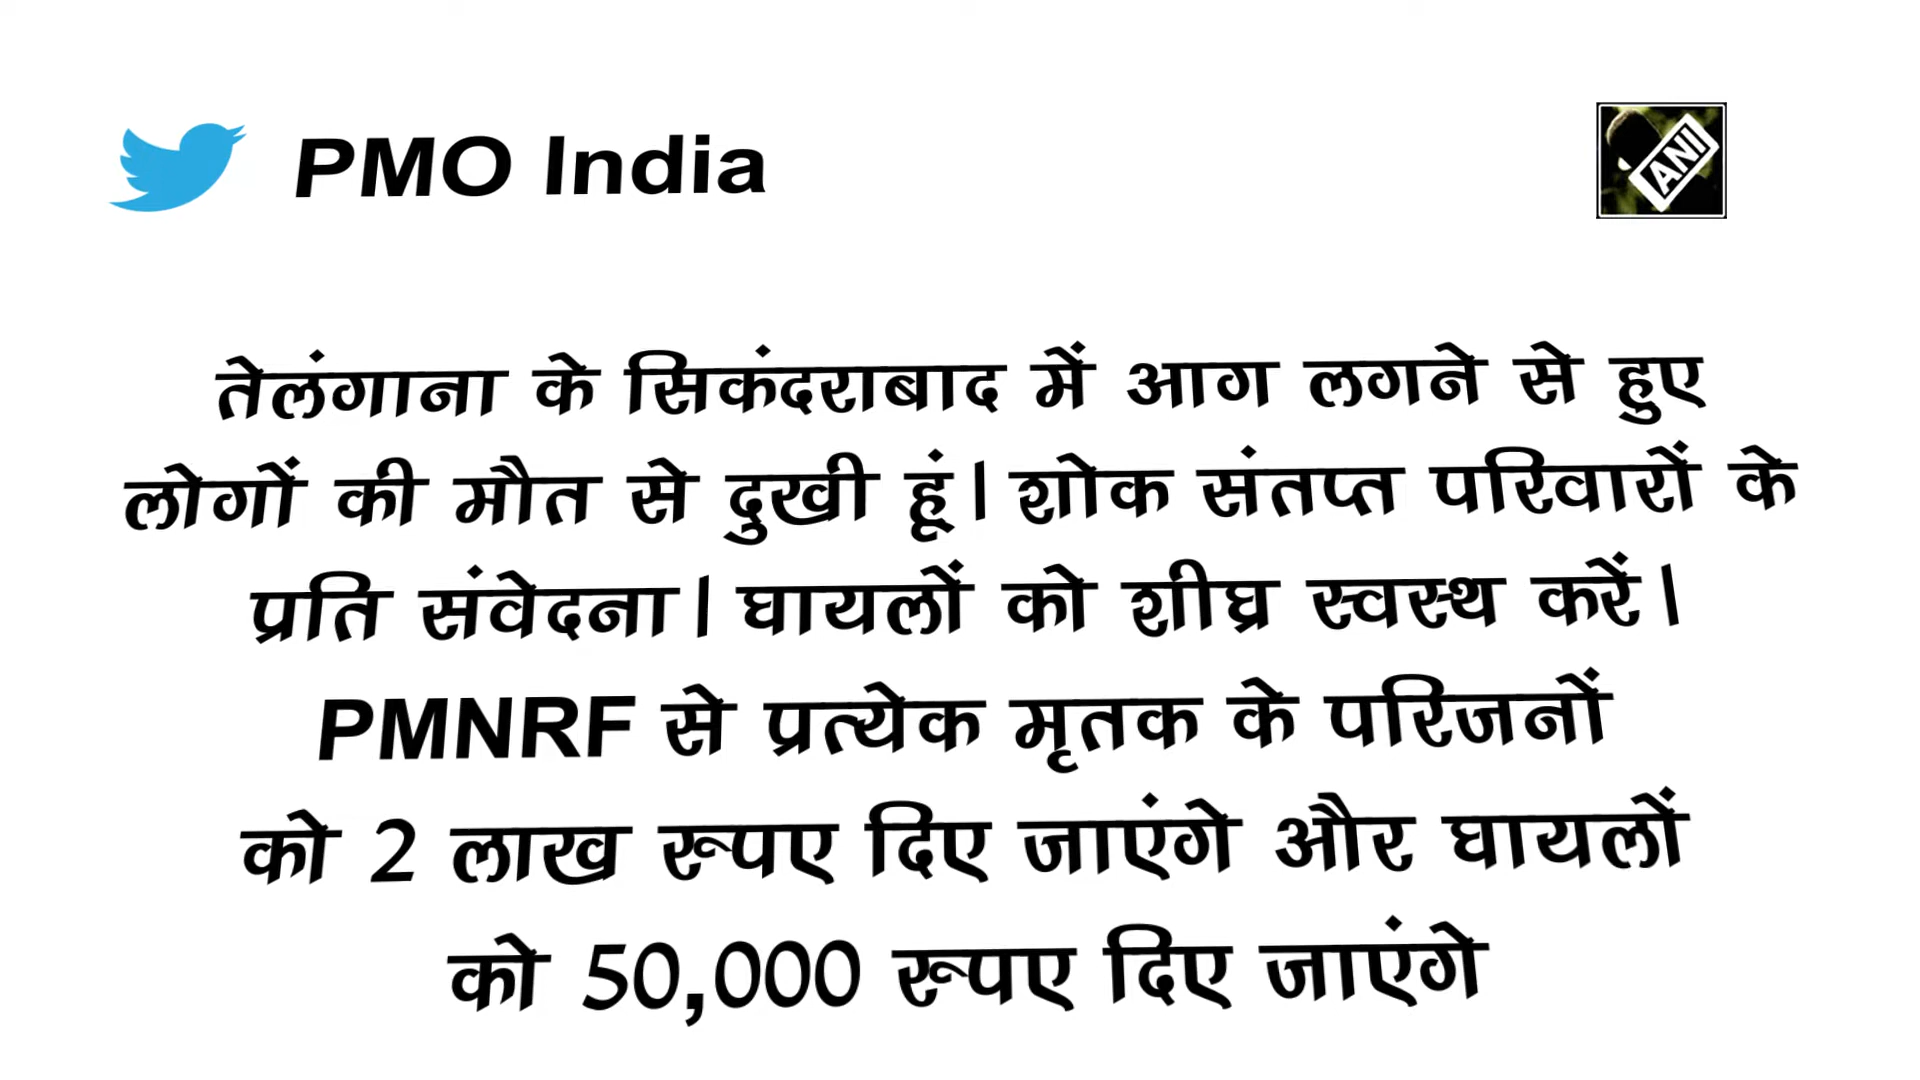 PMO India
ANI
तेलंगाना के सिकंदराबाद में आग लगने से हुए
लोगों की मौत से दुखी हूं। शोक संतप्त परिवारों के
प्रति संवेदना। घायलों को शीघ्र स्वस्थ करें।
PMNRF से प्रत्येक मृतक के परिजनों
को 2 लाख रूपए दिए जाएंगे और घायलों
को 50,000 रूपए दिए जाएंगे